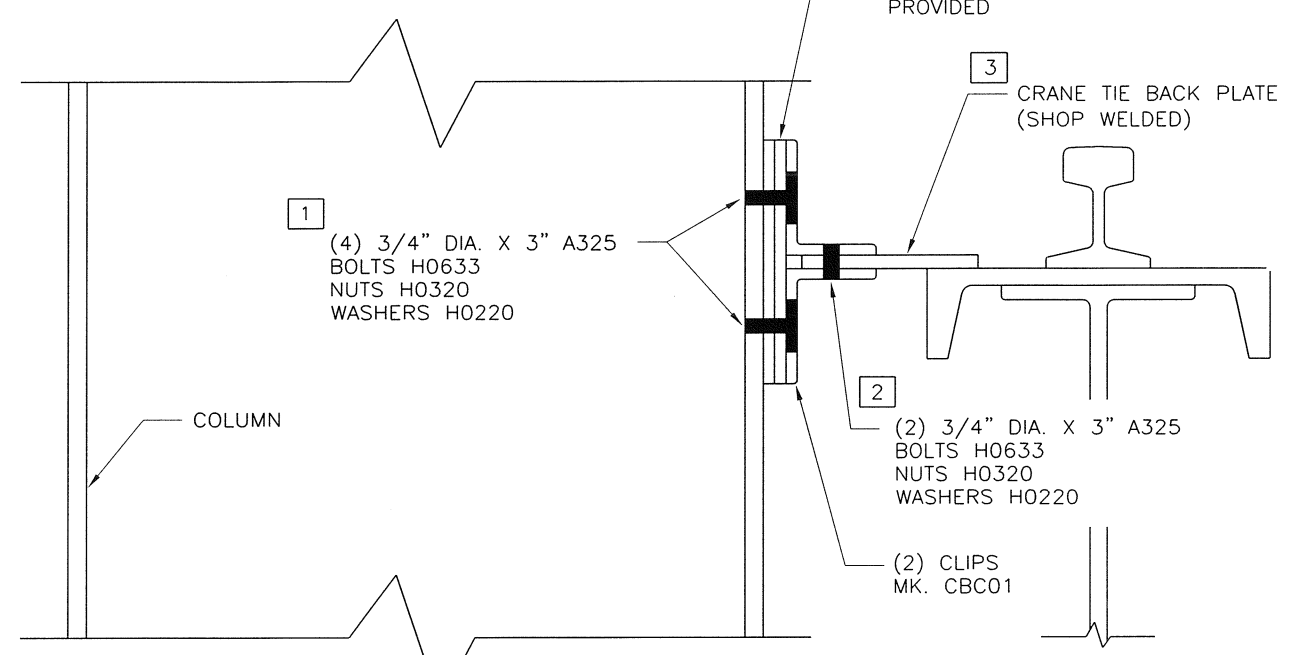 PROVIDED
3
CRANE TIE BACK PLATE
(SHOP WELDED)
1
(4) 3/4” DIA. X 3” A325
BOLTS H0633
NUTS H0320
WASHERS H0220
2
(2) 3/4” DIA. X 3” A325
BOLTS H0633
NUTS H0320
WASHERS H0220
COLUMN
(2) CLIPS
MK. CBC01